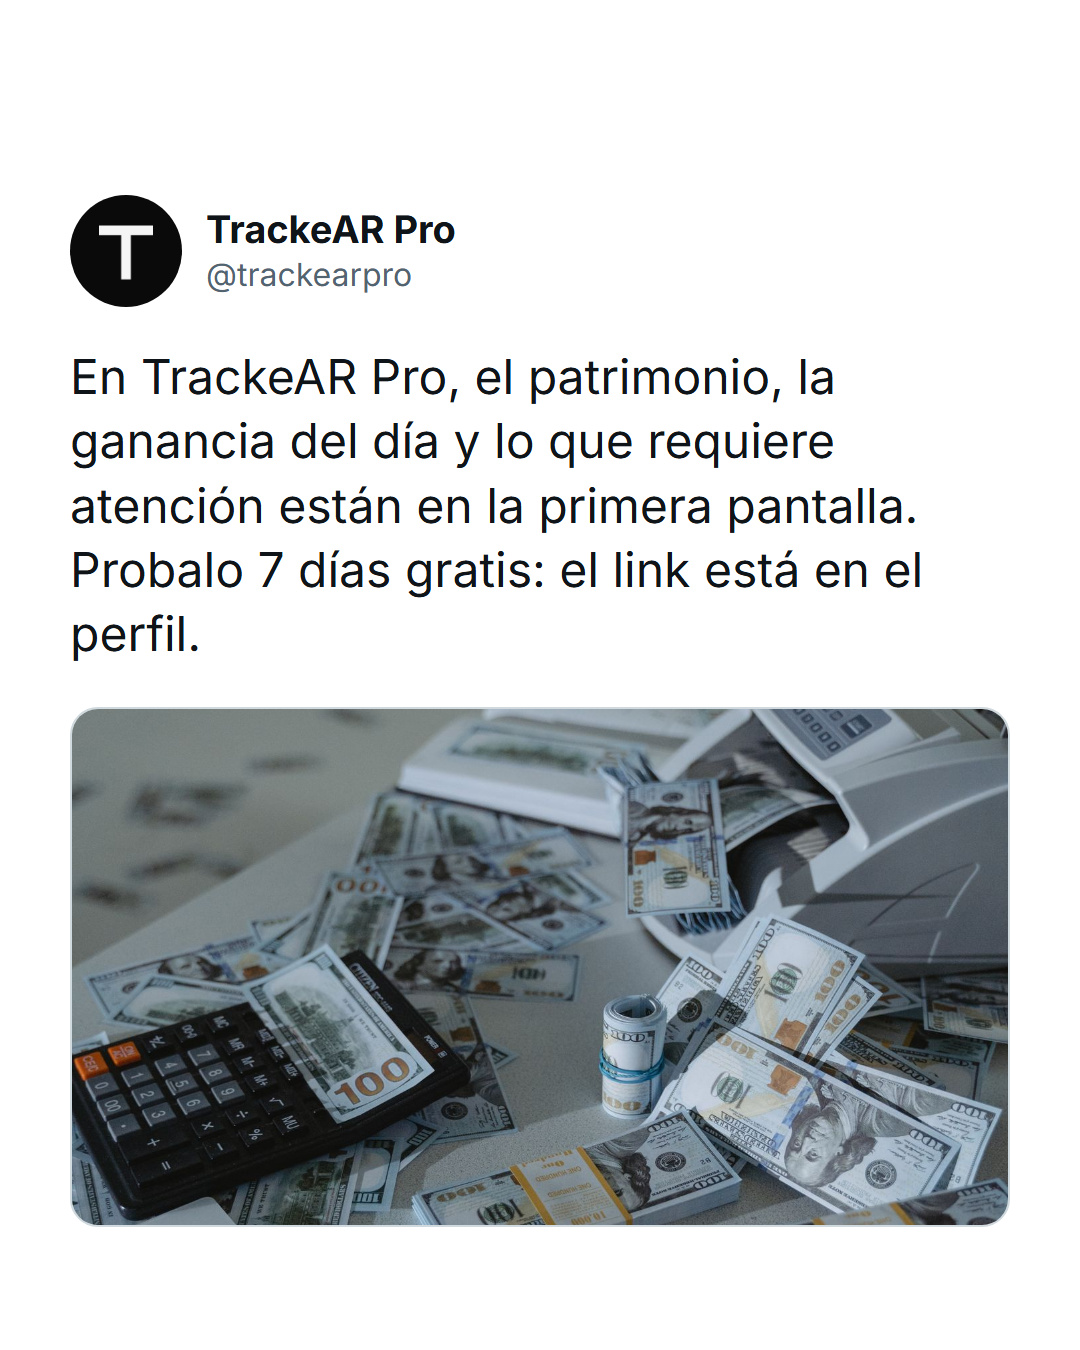 T
TrackeAR Pro
@trackearpro
En TrackeAR Pro, el patrimonio, la
ganancia del día y lo que requiere
atención están en la primera pantalla.
Probalo 7 días gratis: el link está en el
perfil.
100